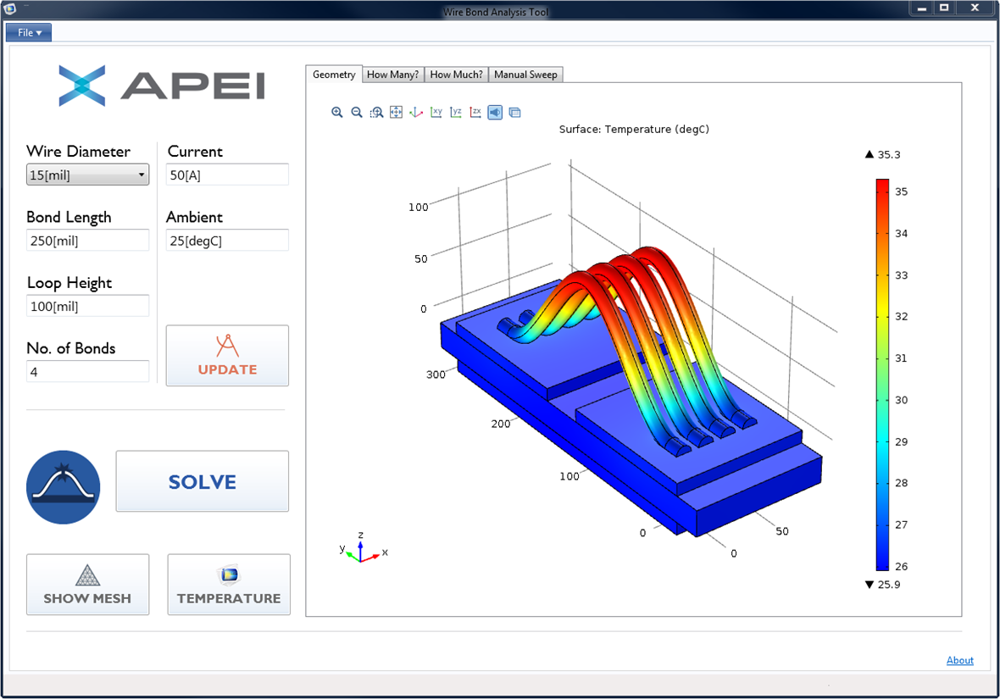 Wire Bond Analysis Tool
File
APEI
Wire Diameter
15[mil]
Current
50[A]
Bond Length
250[mil]
Ambient
25[degC]
Loop Height
100[mil]
No. of Bonds
4
UPDATE
SOLVE
SHOW MESH
TEMPERATURE
Geometry
How Many?
How Much?
Manual Sweep
xy
yz
zx
Surface: Temperature (degC)
▲ 35.3
35
34
33
32
31
30
29
28
27
26
▼ 25.9
100
50
0
300
200
100
0
50
0
z
y
x
About